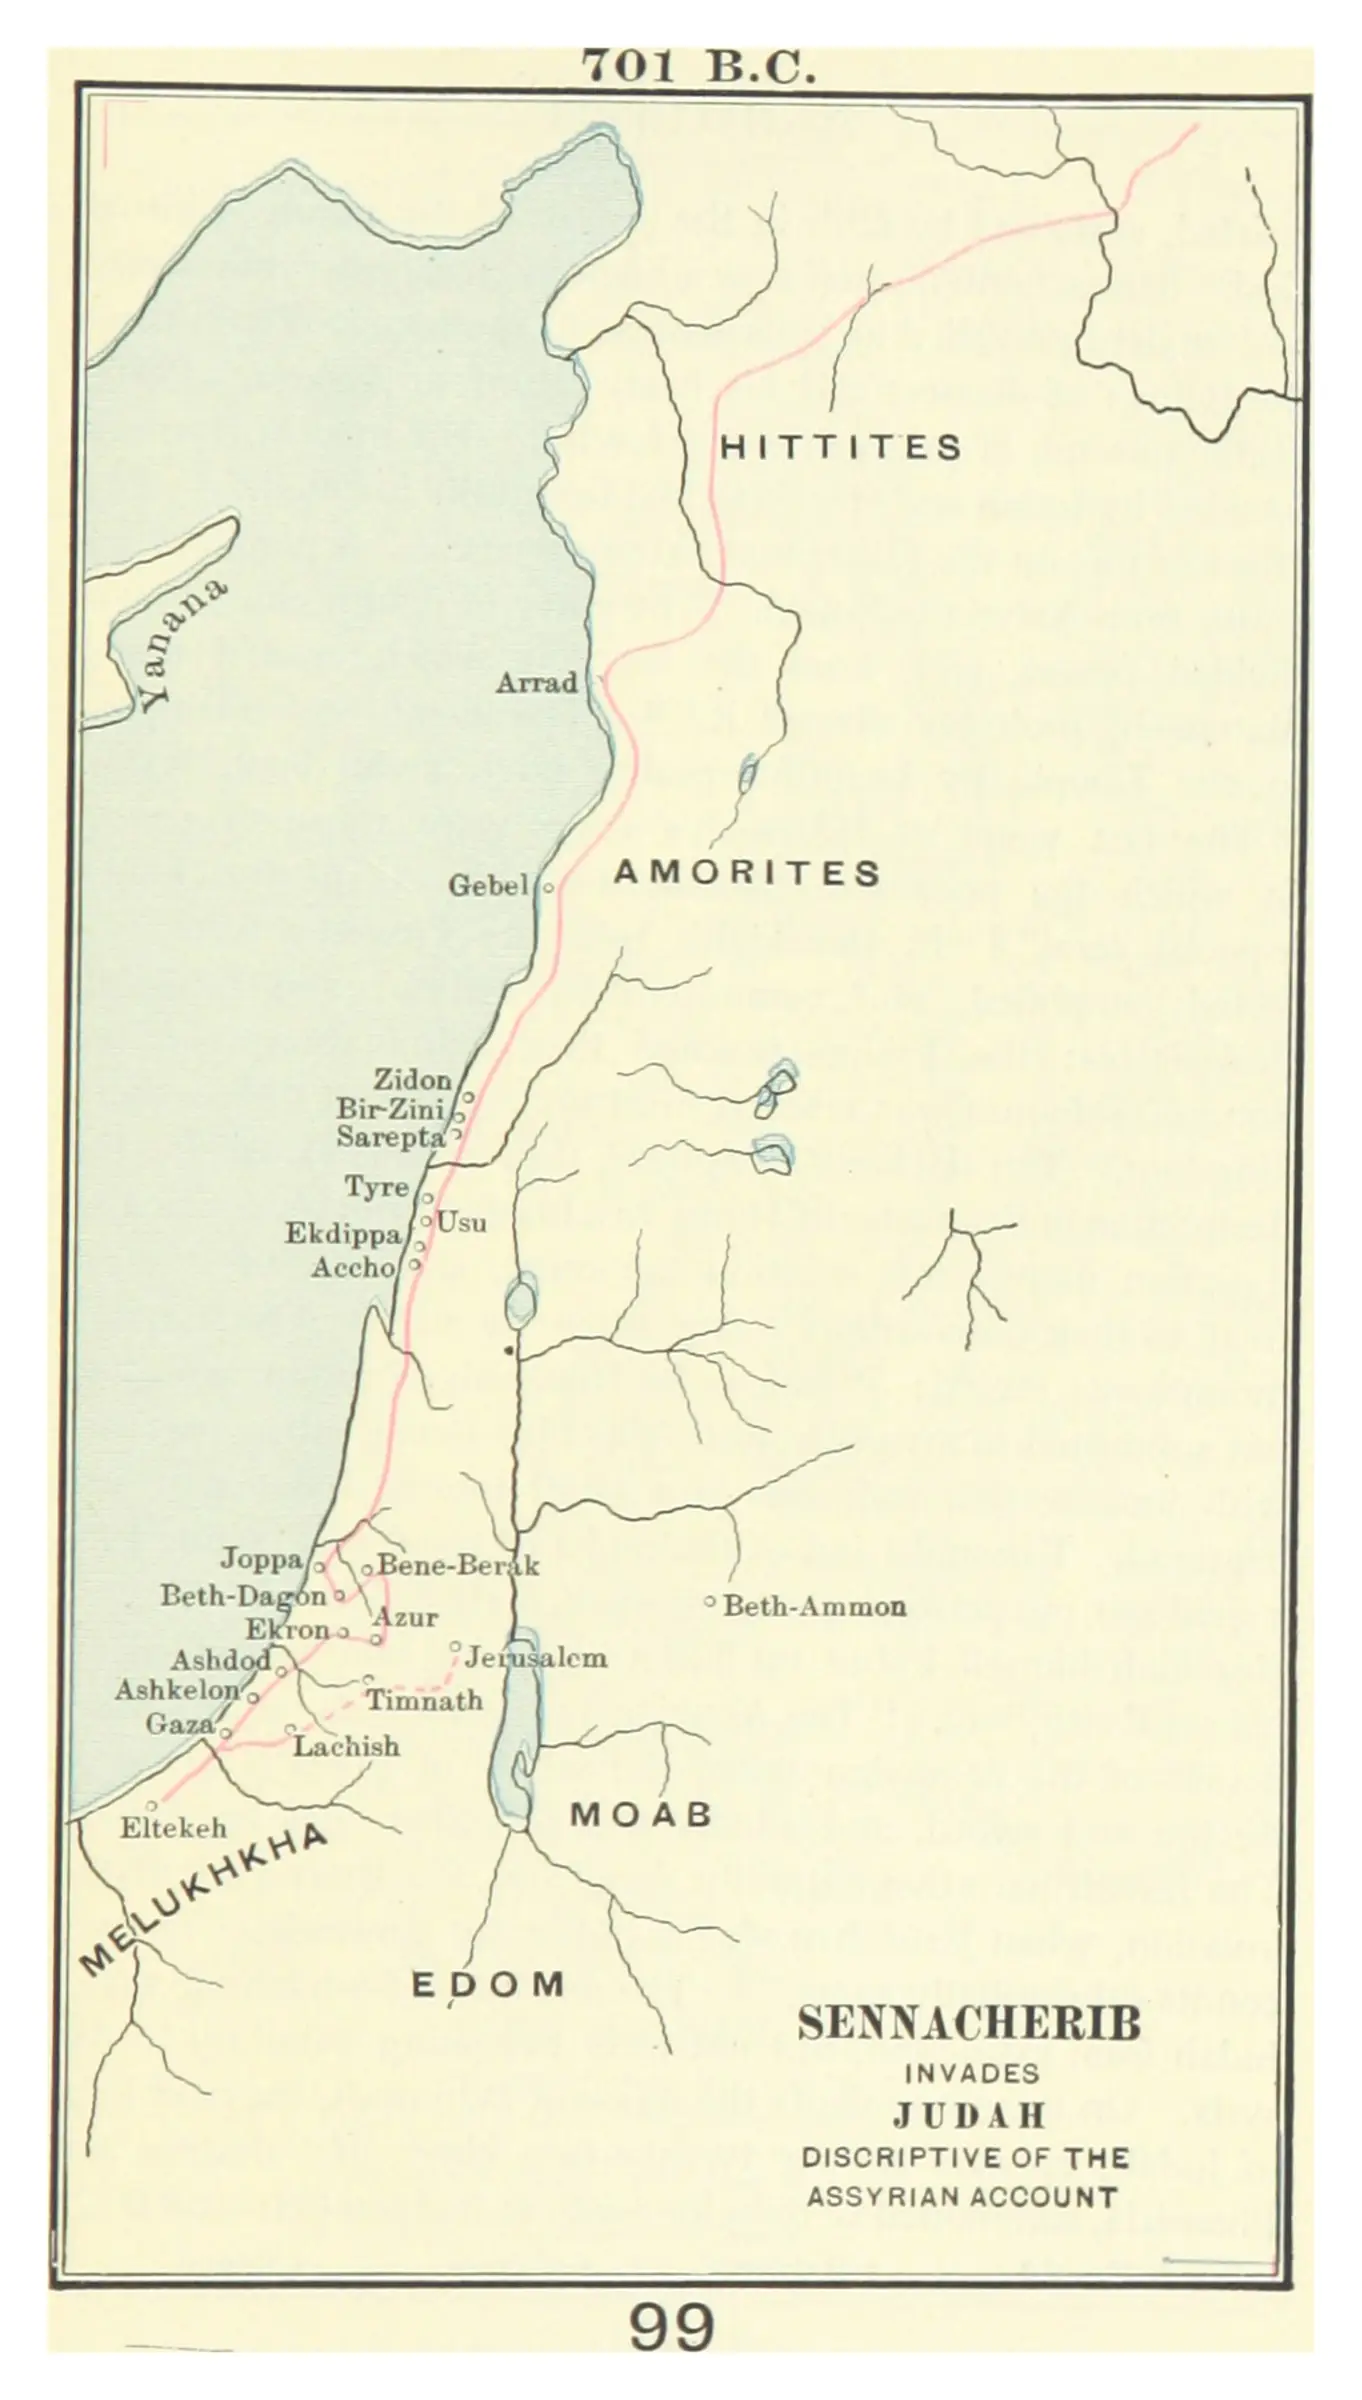 701 B.C.
HITTITES
Yanana
Arrad
AMORITES
Gebel
Zidon
Bir-Zini
Sarepta
Tyre
Usu
Ekdippa
Accho
Joppa
Bene-Berak
Beth-Dagon
Beth-Ammon
Azur
Ekron
Jerusalem
Ashdod
Ashkelon
Timnath
Gaza
Lachish
MOAB
Eltekeh
MELUKHKHA
EDOM
SENNACHERIB
INVADES
JUDAH
DISCRIPTIVE OF THE
ASSYRIAN ACCOUNT
99